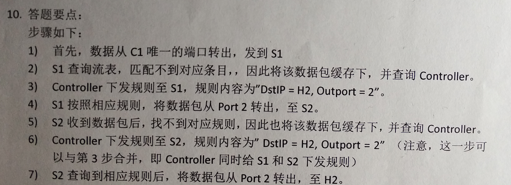 10. 答题要点：
步骤如下：
1) 首先，数据从 C1 唯一的端口转出，发到 S1
2) S1 查询流表，匹配不到对应条目，，因此将该数据包缓存下，并查询 Controller。
3) Controller 下发规则至 S1，规则内容为“DstIP = H2, Outport = 2”。
4) S1 按照相应规则，将数据包从 Port 2 转出，至 S2。
5) S2 收到数据包后，找不到对应规则，因此也将该数据包缓存下，并查询 Controller。
6) Controller 下发规则至 S2，规则内容为” DstIP = H2, Outport = 2” （注意，这一步可
以与第 3 步合并，即 Controller 同时给 S1 和 S2 下发规则）
7) S2 查询到相应规则后，将数据包从 Port 2 转出，至 H2。